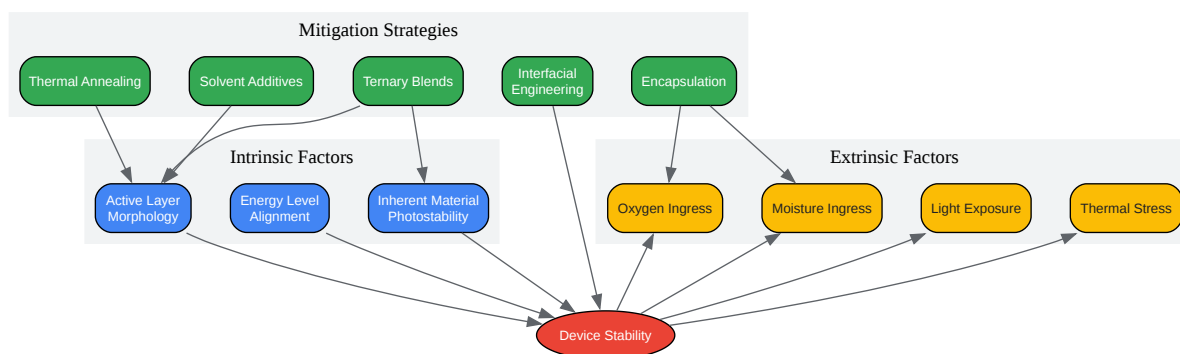 Mitigation Strategies
Thermal Annealing
Solvent Additives
Ternary Blends
Interfacial
Engineering
Encapsulation
Intrinsic Factors
Active Layer
Morphology
Energy Level
Alignment
Inherent Material
Photostability
Extrinsic Factors
Oxygen Ingress
Moisture Ingress
Light Exposure
Thermal Stress
Device Stability